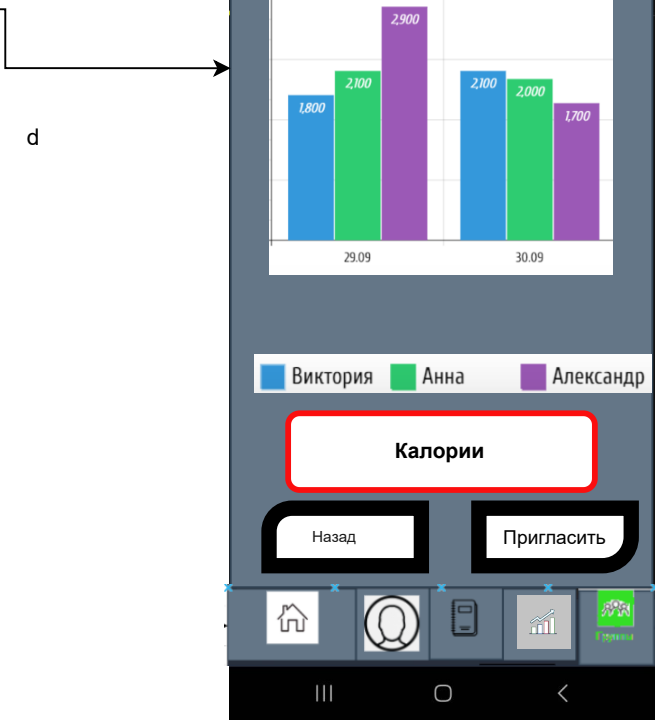 2,900
2,100
1,800
2,100
2,000
1,700
d
29.09
30.09
Виктория
Анна
Александр
Калории
Назад
Пригласить
Группы